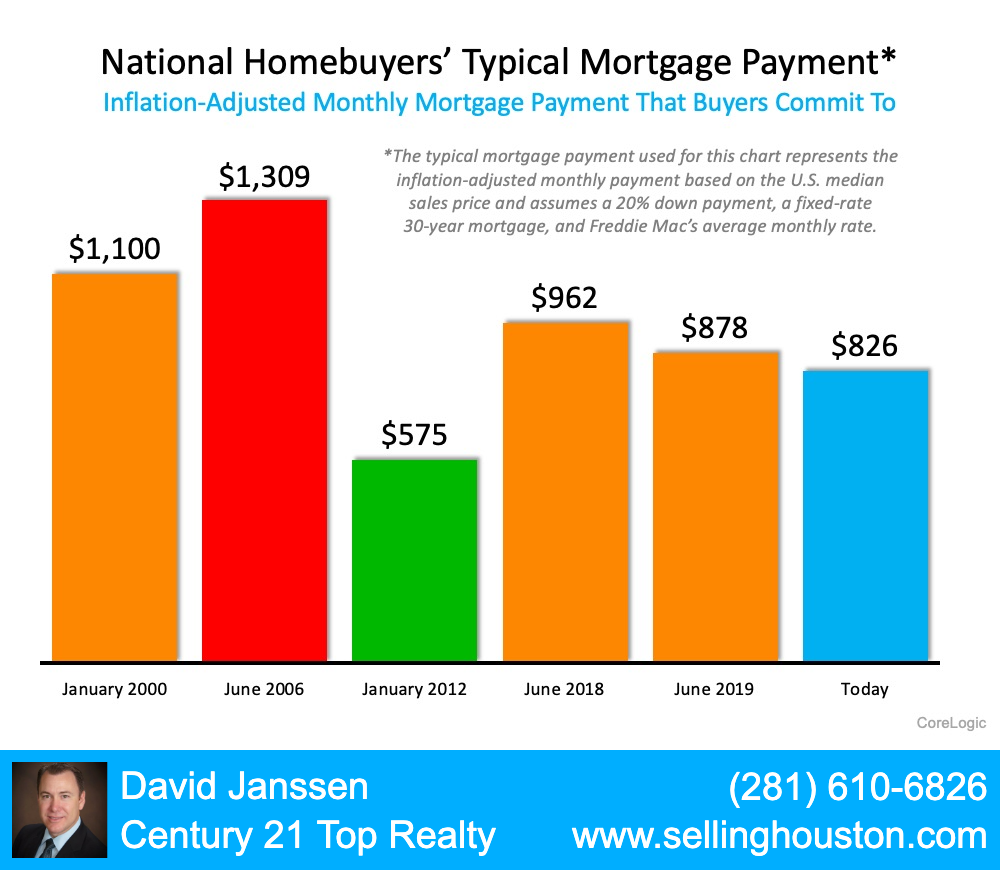 National Homebuyers’ Typical Mortgage Payment*
Inflation-Adjusted Monthly Mortgage Payment That Buyers Commit To
*The typical mortgage payment used for this chart represents the
inflation-adjusted monthly payment based on the U.S. median
sales price and assumes a 20% down payment, a fixed-rate
30-year mortgage, and Freddie Mac’s average monthly rate.
$1,100
$1,309
$575
$962
$878
$826
January 2000
June 2006
January 2012
June 2018
June 2019
Today
CoreLogic
David Janssen
Century 21 Top Realty
(281) 610-6826
www.sellinghouston.com